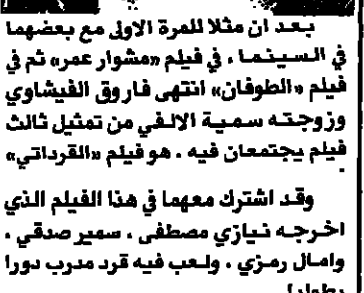 بعد ان مثلا للمرة الاولى مع بعضهما
في السينما ، في فيلم «مشوار عمر» ثم في
فيلم «الطوفان» انتهى فاروق الفيشاوي
وزوجته سمية الالفي من تمثيل ثالث
فيلم يجتمعان فيه ، هو فيلم «القرداتي»
.
وقد اشترك معهما في هذا الفيلم الذي
اخرجه نيازي مصطفى ، سمير صدقي ،
وامال رمزي ، ولعب فيه قرد مدرب دورا